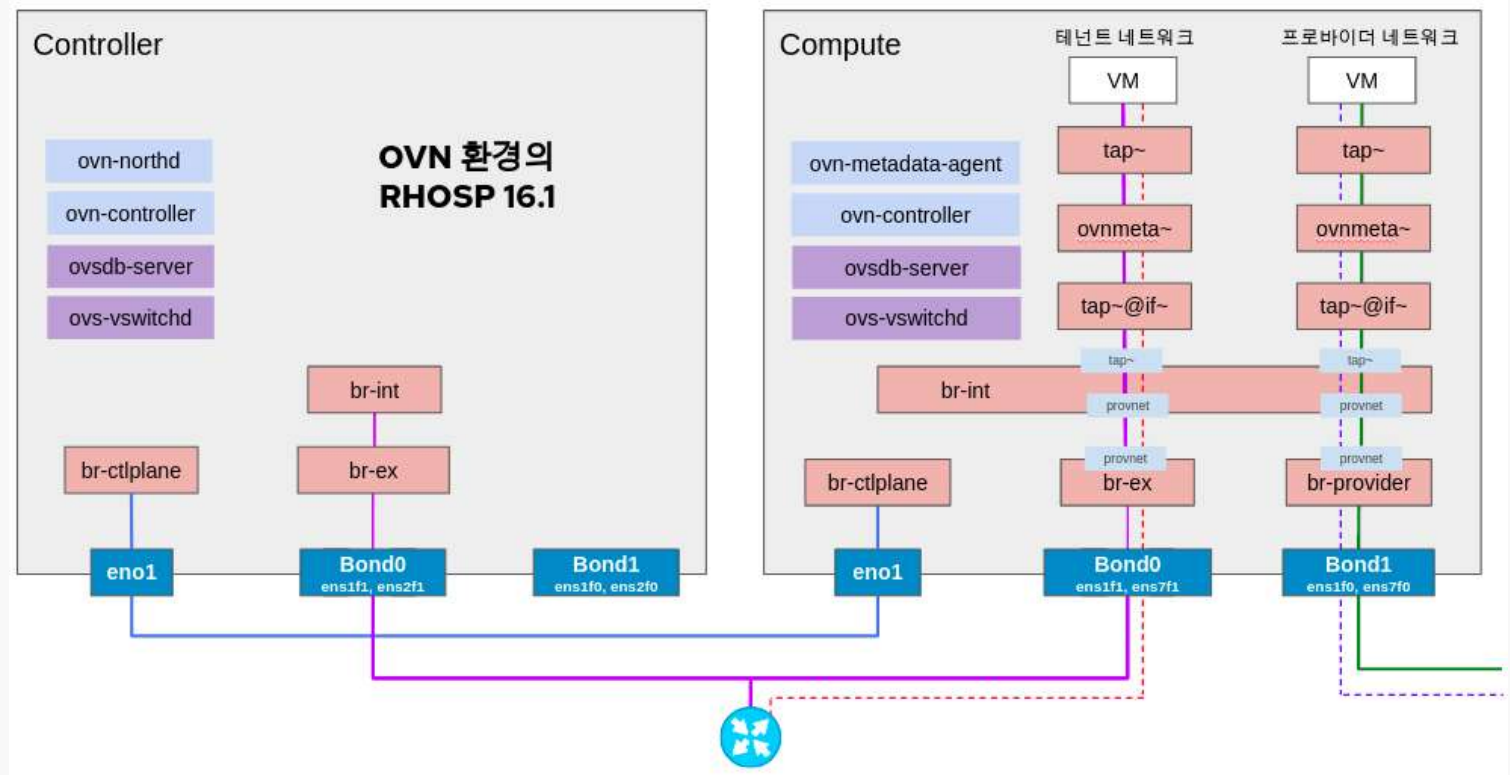 Controller
OVN 환경의
RHOSP 16.1
ovn-northd
ovn-controller
ovsdb-server
ovs-vswitchd
br-int
br-ctlplane
br-ex
eno1
Bond0
ens1f1, ens2f1
Bond1
ens1f0, ens2f0
Compute
테넌트 네트워크
프로바이더 네트워크
VM
VM
ovn-metadata-agent
ovn-controller
ovsdb-server
ovs-vswitchd
tap~
tap~
ovnmeta~
ovnmeta~
tap~@if~
tap~@if~
tap~
tap~
br-int
provnet
provnet
provnet
provnet
br-ctlplane
br-ex
br-provider
eno1
Bond0
ens1f1, ens7f1
Bond1
ens1f0, ens7f0